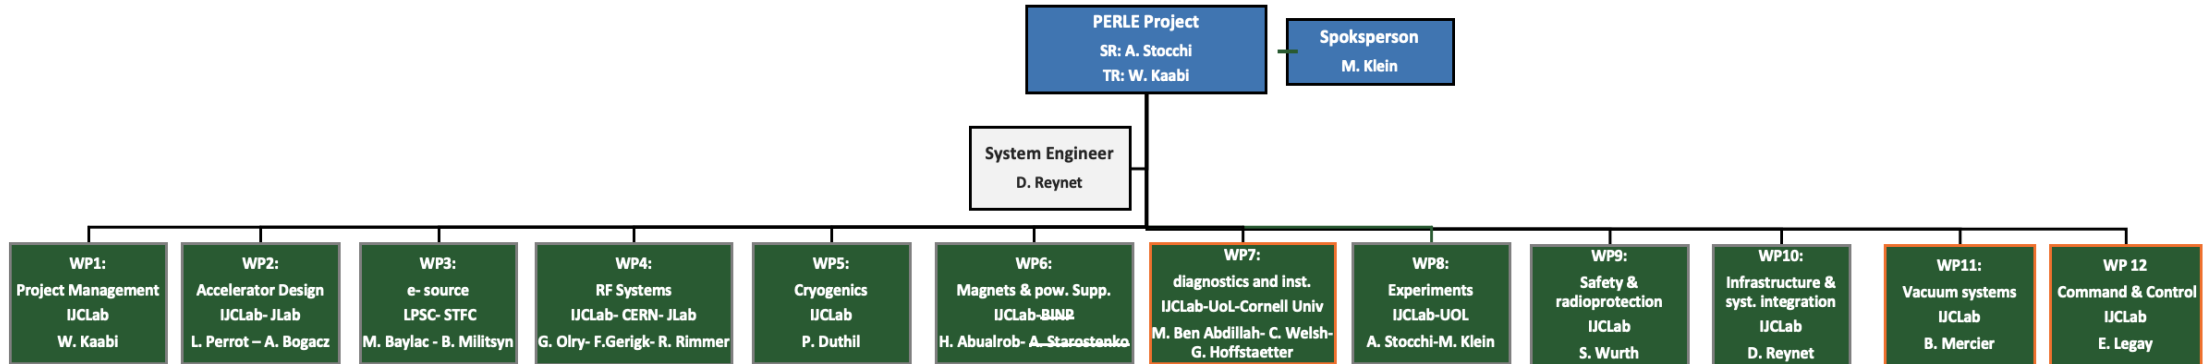 PERLE Project
SR: A. Stocchi
TR: W. Kaabi
Spoksperson
M. Klein
System Engineer
D. Reynet
WP1:
Project Management
IJCLab
W. Kaabi
WP2:
Accelerator Design
IJCLab- JLab
L. Perrot – A. Bogacz
WP3:
e- source
LPSC- STFC
M. Baylac - B. Militsyn
WP4:
RF Systems
IJCLab- CERN- JLab
G. Olry- F.Gerigk- R. Rimmer
WP5:
Cryogenics
IJCLab
P. Duthil
WP6:
Magnets & pow. Supp.
IJCLab-BINP
H. Abualrob- A. Starostenko
WP7:
diagnostics and inst.
IJCLab-UoL-Cornell Univ
M. Ben Abdillah- C. Welsh-
G. Hoffstaetter
WP8:
Experiments
IJCLab-UOL
A. Stocchi-M. Klein
WP9:
Safety &
radioprotection
IJCLab
S. Wurth
WP10:
Infrastructure &
syst. integration
IJCLab
D. Reynet
WP11:
Vacuum systems
IJCLab
B. Mercier
WP 12
Command & Control
IJCLab
E. Legay